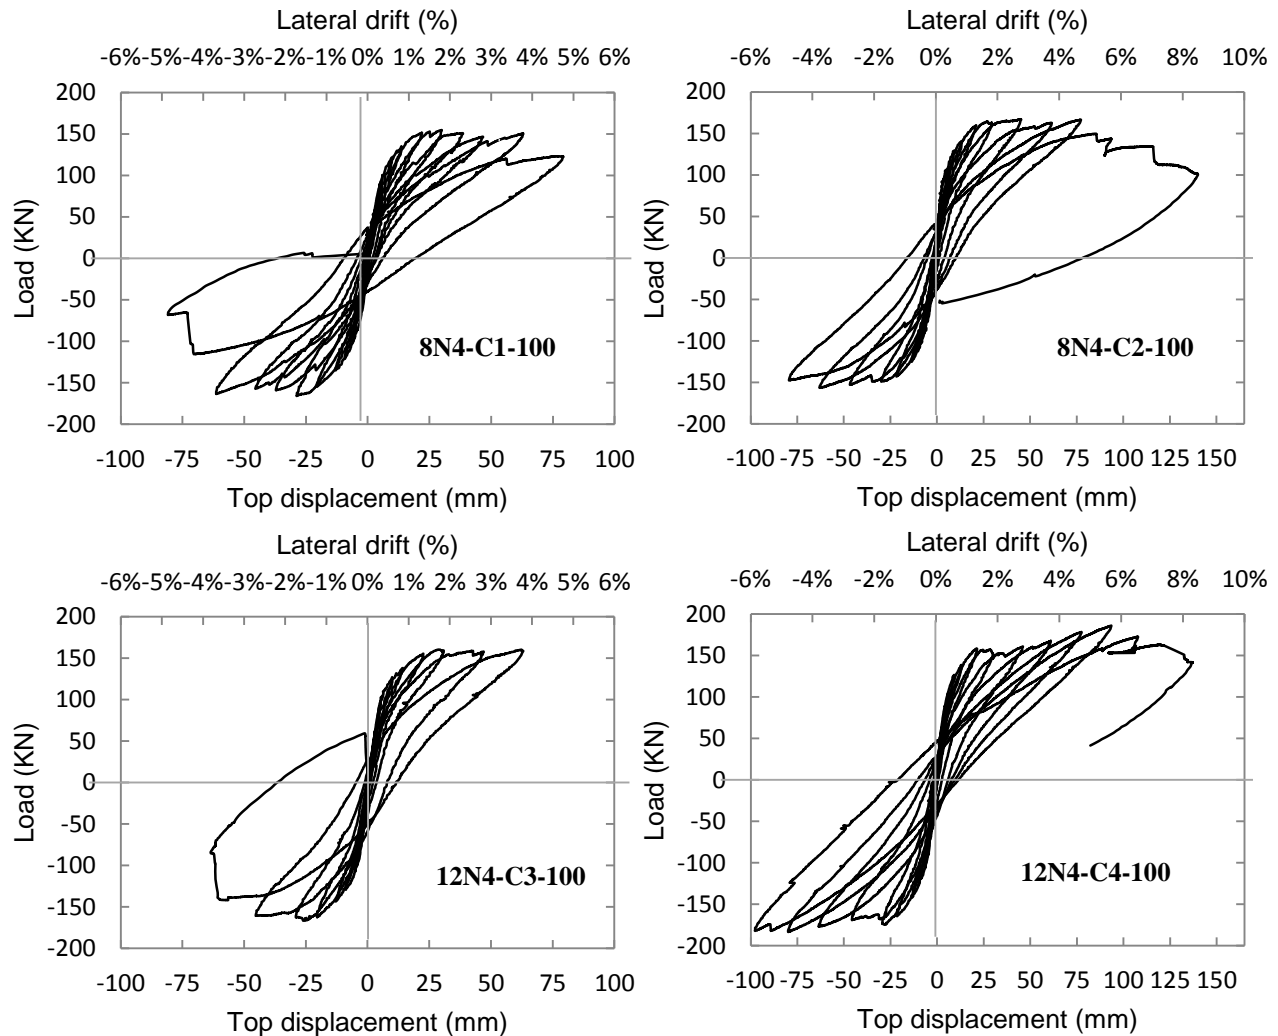 Lateral drift (%)
-6%-5%-4%-3%-2%-1% 0% 1% 2% 3% 4% 5% 6%
200
150
100
50
0
-50
-100
-150
-200
Load (KN)
8N4-C1-100
-100 -75 -50 -25 0 25 50 75 100
Top displacement (mm)
Lateral drift (%)
-6% -4% -2% 0% 2% 4% 6% 8% 10%
200
150
100
50
0
-50
-100
-150
-200
Load (KN)
8N4-C2-100
-100 -75 -50 -25 0 25 50 75 100 125 150
Top displacement (mm)
Lateral drift (%)
-6%-5%-4%-3%-2%-1% 0% 1% 2% 3% 4% 5% 6%
200
150
100
50
0
-50
-100
-150
-200
Load (KN)
12N4-C3-100
-100 -75 -50 -25 0 25 50 75 100
Top displacement (mm)
Lateral drift (%)
-6% -4% -2% 0% 2% 4% 6% 8% 10%
200
150
100
50
0
-50
-100
-150
-200
Load (KN)
12N4-C4-100
-100 -75 -50 -25 0 25 50 75 100 125 150
Top displacement (mm)